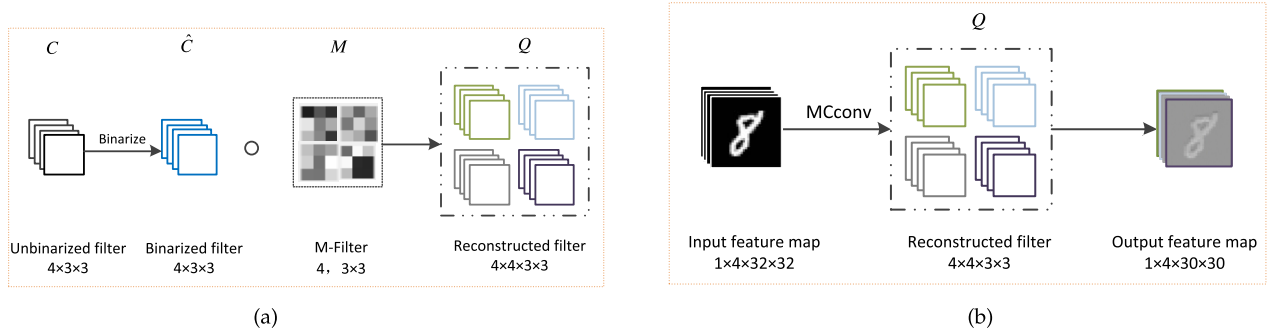 C Ĉ M Q
Binarize
Unbinarized filter Binarized filter M-Filter Reconstructed filter
4×3×3 4×3×3 4，3×3 4×4×3×3
(a)
Q
8
MCconv
Input feature map Reconstructed filter Output feature map
1×4×32×32 4×4×3×3 1×4×30×30
(b)